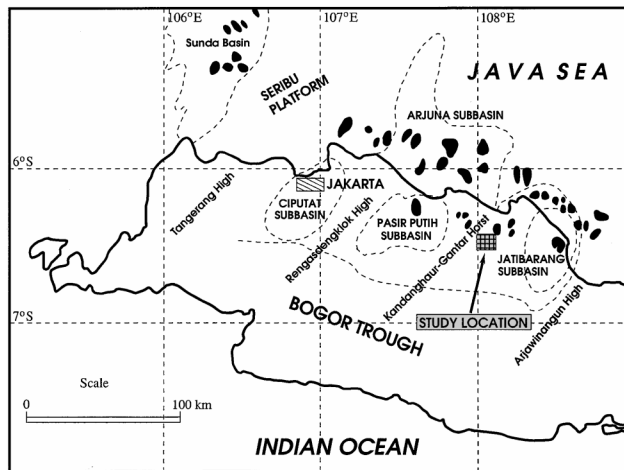 106°E
107°E
108°E
Sunda Basin
JAVA SEA
SERIBU
PLATFORM
ARJUNA SUBBASIN
6°S
JAKARTA
CIPUTAT
SUBBASIN
Tangerang High
Rengasdengklok High
PASIR PUTIH
SUBBASIN
Kandanghaur-Gantar Horst
JATIBARANG
SUBBASIN
BOGOR TROUGH
7°S
STUDY LOCATION
Arjawinangun High
Scale
0
100 km
INDIAN OCEAN